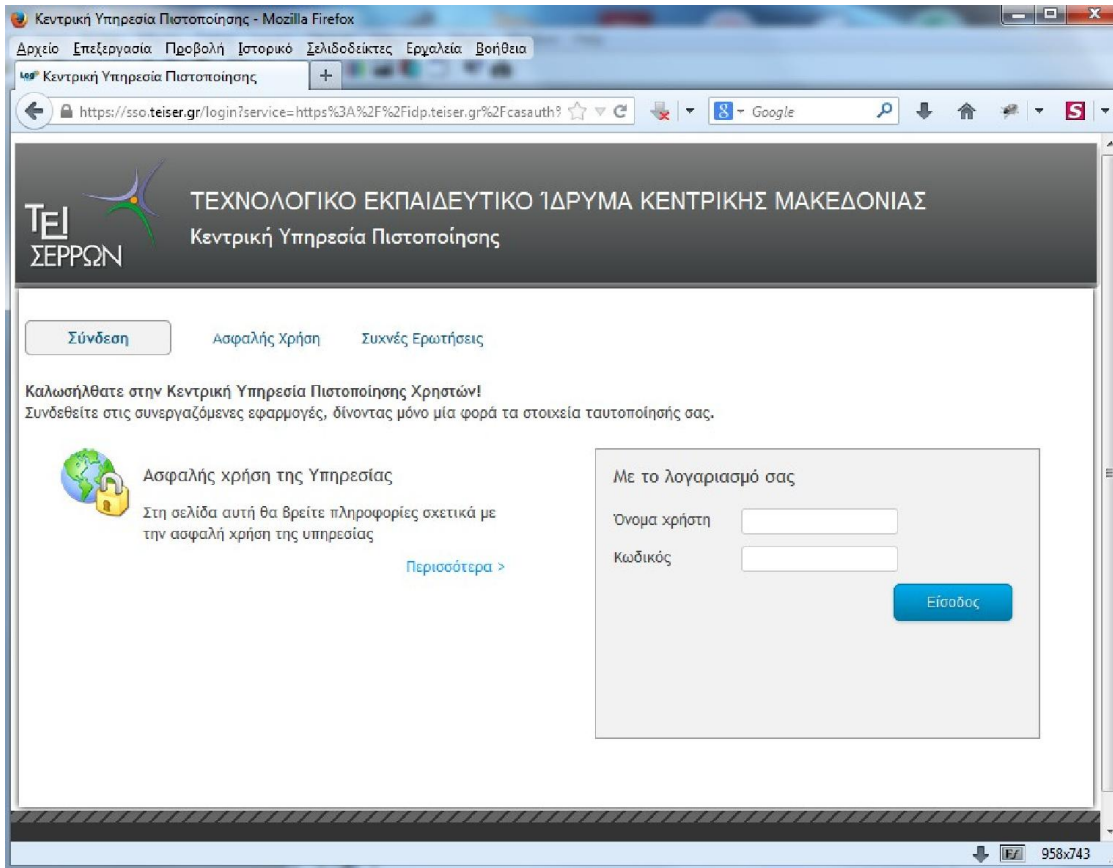 Κεντρική Υπηρεσία Πιστοποίησης - Mozilla Firefox
Αρχείο Επεξεργασία Προβολή Ιστορικό Σελιδοδείκτες Εργαλεία Βοήθεια
Κεντρική Υπηρεσία Πιστοποίησης +
https://sso.teiser.gr/login?service=https%3A%2F%2Fidp.teiser.gr%2Fcasauth? 8 Google S
ΤΕΙ ΣΕΡΡΩΝ
ΤΕΧΝΟΛΟΓΙΚΟ ΕΚΠΑΙΔΕΥΤΙΚΟ ΊΔΡΥΜΑ ΚΕΝΤΡΙΚΗΣ ΜΑΚΕΔΟΝΙΑΣ
Κεντρική Υπηρεσία Πιστοποίησης
Σύνδεση Ασφαλής Χρήση Συχνές Ερωτήσεις
Καλωσήλθατε στην Κεντρική Υπηρεσία Πιστοποίησης Χρηστών!
Συνδεθείτε στις συνεργαζόμενες εφαρμογές, δίνοντας μόνο μία φορά τα στοιχεία ταυτοποίησής σας.
Ασφαλής χρήση της Υπηρεσίας
Στη σελίδα αυτή θα βρείτε πληροφορίες σχετικά με
την ασφαλή χρήση της υπηρεσίας
Περισσότερα >
Με το λογαριασμό σας
Όνομα χρήστη
Κωδικός
Είσοδος
958x743